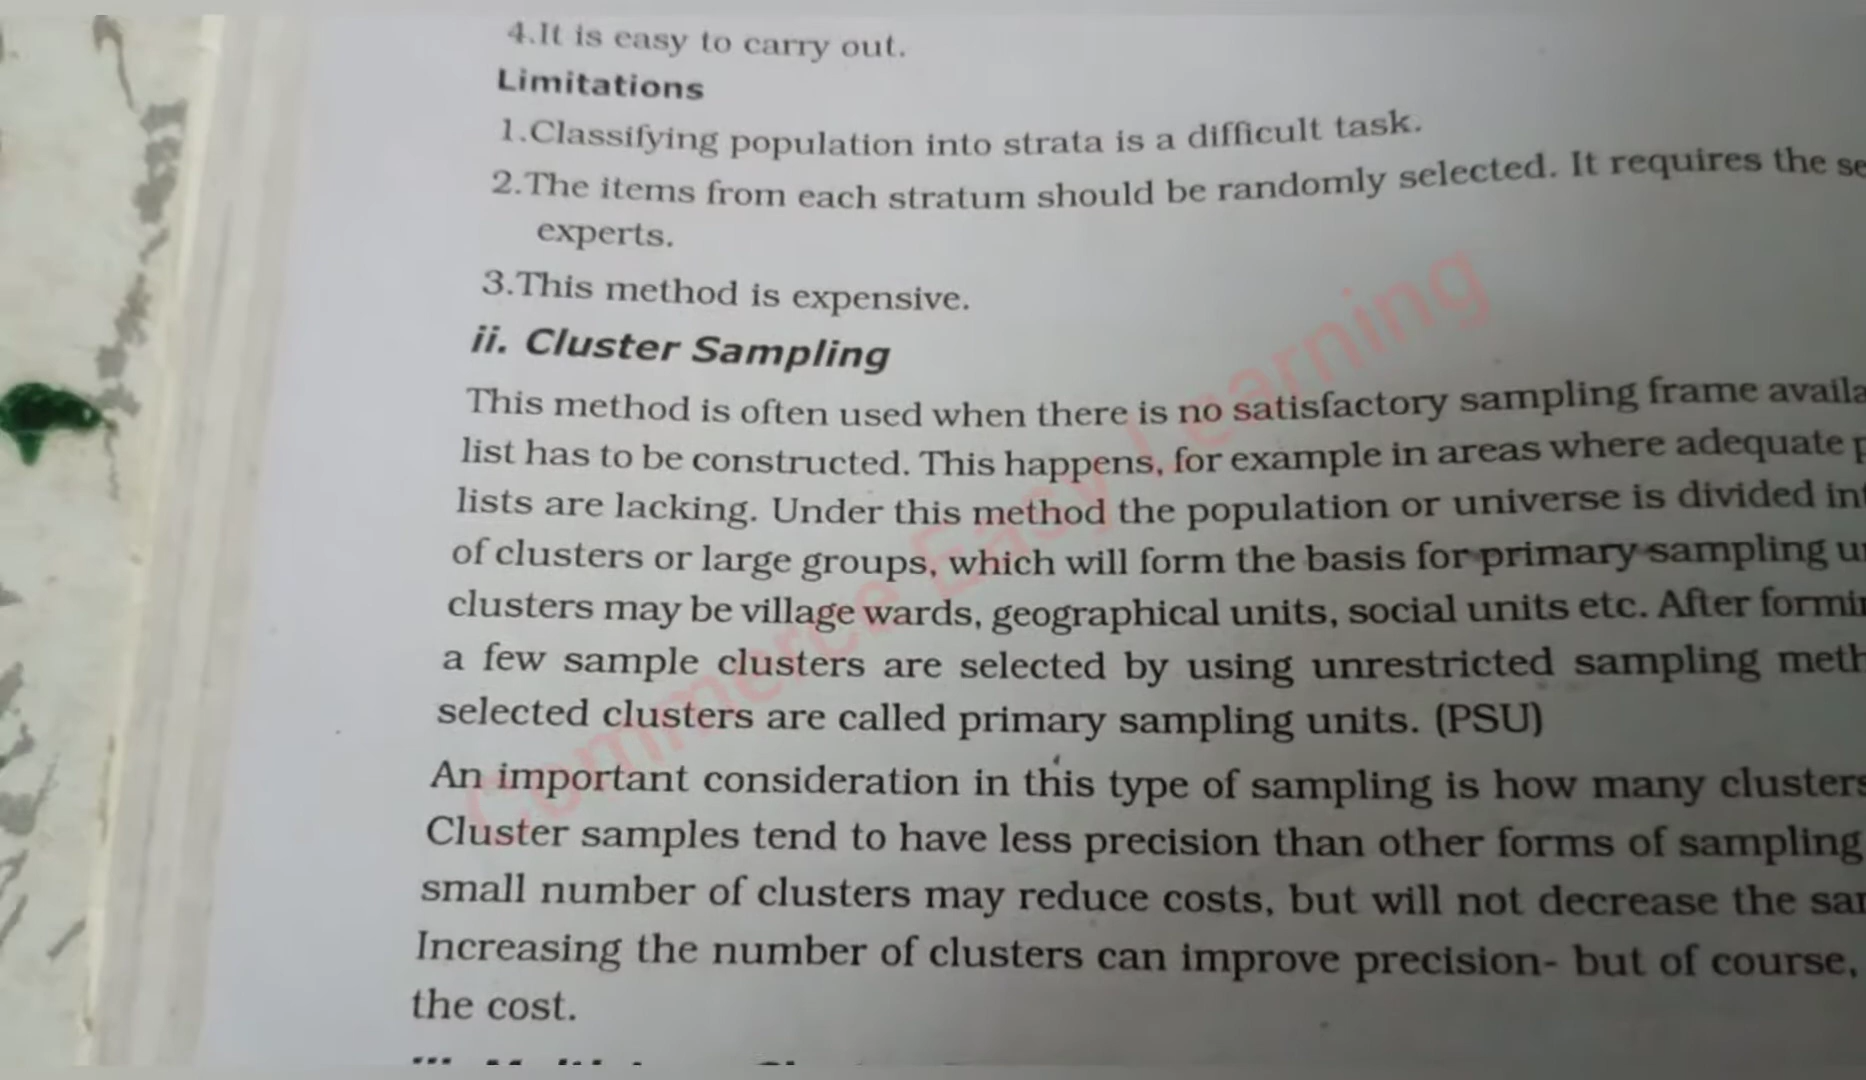 4.It is easy to carry out.
Limitations
1.Classifying population into strata is a difficult task.
2.The items from each stratum should be randomly selected. It requires the se
experts.
3.This method is expensive.
ii. Cluster Sampling
This method is often used when there is no satisfactory sampling frame availa
list has to be constructed. This happens, for example in areas where adequate p
lists are lacking. Under this method the population or universe is divided int
of clusters or large groups, which will form the basis for primary sampling un
clusters may be village wards, geographical units, social units etc. After formin
a few sample clusters are selected by using unrestricted sampling meth
selected clusters are called primary sampling units. (PSU)
An important consideration in this type of sampling is how many clusters
Cluster samples tend to have less precision than other forms of sampling
small number of clusters may reduce costs, but will not decrease the sam
Increasing the number of clusters can improve precision- but of course,
the cost.
Commerce Easy Learning